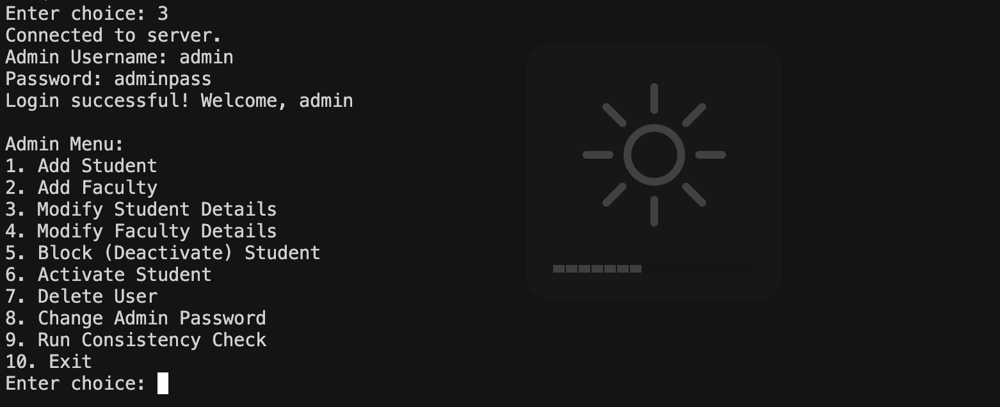 Enter choice: 3
Connected to server.
Admin Username: admin
Password: adminpass
Login successful! Welcome, admin
Admin Menu:
1. Add Student
2. Add Faculty
3. Modify Student Details
4. Modify Faculty Details
5. Block (Deactivate) Student
6. Activate Student
7. Delete User
8. Change Admin Password
9. Run Consistency Check
10. Exit
Enter choice: